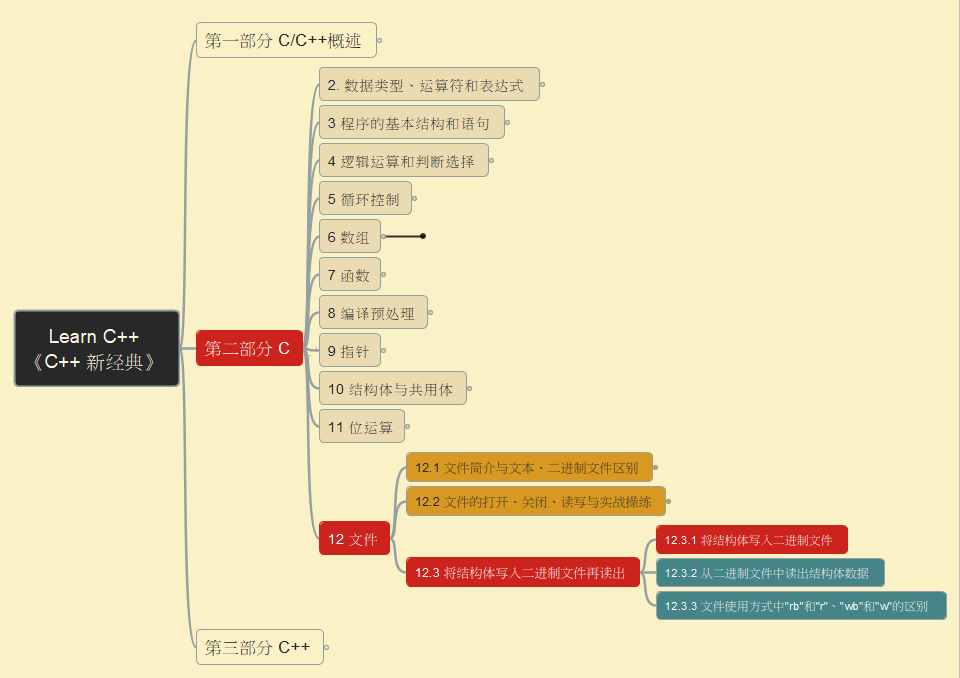 第一部分 C/C++概述
2. 数据类型、运算符和表达式
3 程序的基本结构和语句
4 逻辑运算和判断选择
5 循环控制
6 数组
7 函数
8 编译预处理
Learn C++
《C++ 新经典》
第二部分 C
9 指针
10 结构体与共用体
11 位运算
12.1 文件简介与文本、二进制文件区别
12.2 文件的打开、关闭、读写与实战操练
12 文件
12.3 将结构体写入二进制文件再读出
12.3.1 将结构体写入二进制文件
12.3.2 从二进制文件中读出结构体数据
12.3.3 文件使用方式中"rb"和"r"、"wb"和"w"的区别
第三部分 C++